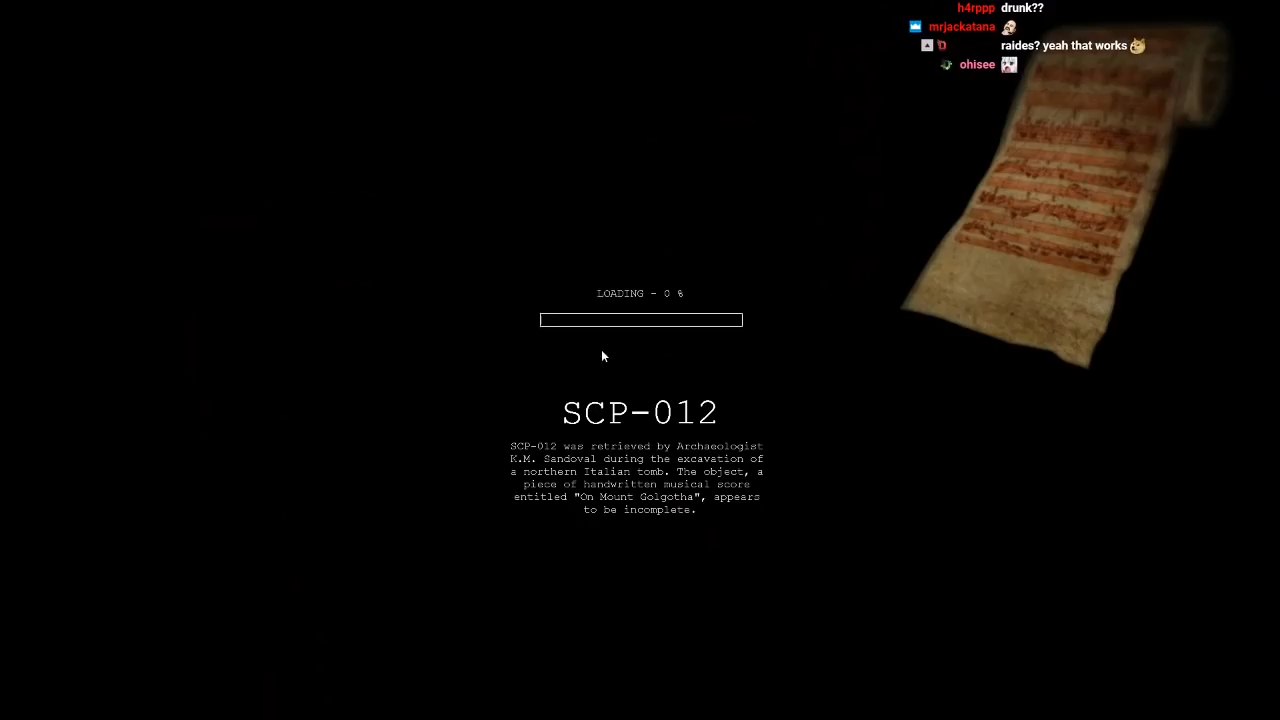 h4rppp drunk??
mrjackatana
raides? yeah that works
ohisee
LOADING - 0 %
SCP-012
SCP-012 was retrieved by Archaeologist
K.M. Sandoval during the excavation of
a northern Italian tomb. The object, a
piece of handwritten musical score
entitled "On Mount Golgotha", appears
to be incomplete.